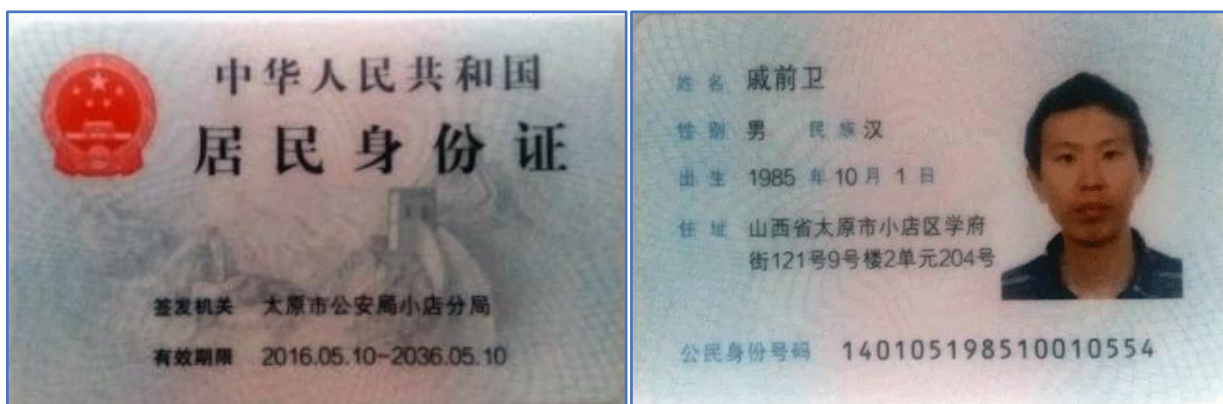 中华人民共和国
居民身份证
签发机关 太原市公安局小店分局
有效期限 2016.05.10-2036.05.10
姓名 戚前卫
性别 男 民族 汉
出生 1985 年 10 月 1 日
住址 山西省太原市小店区学府
街121号9号楼2单元204号
公民身份号码 140105198510010554